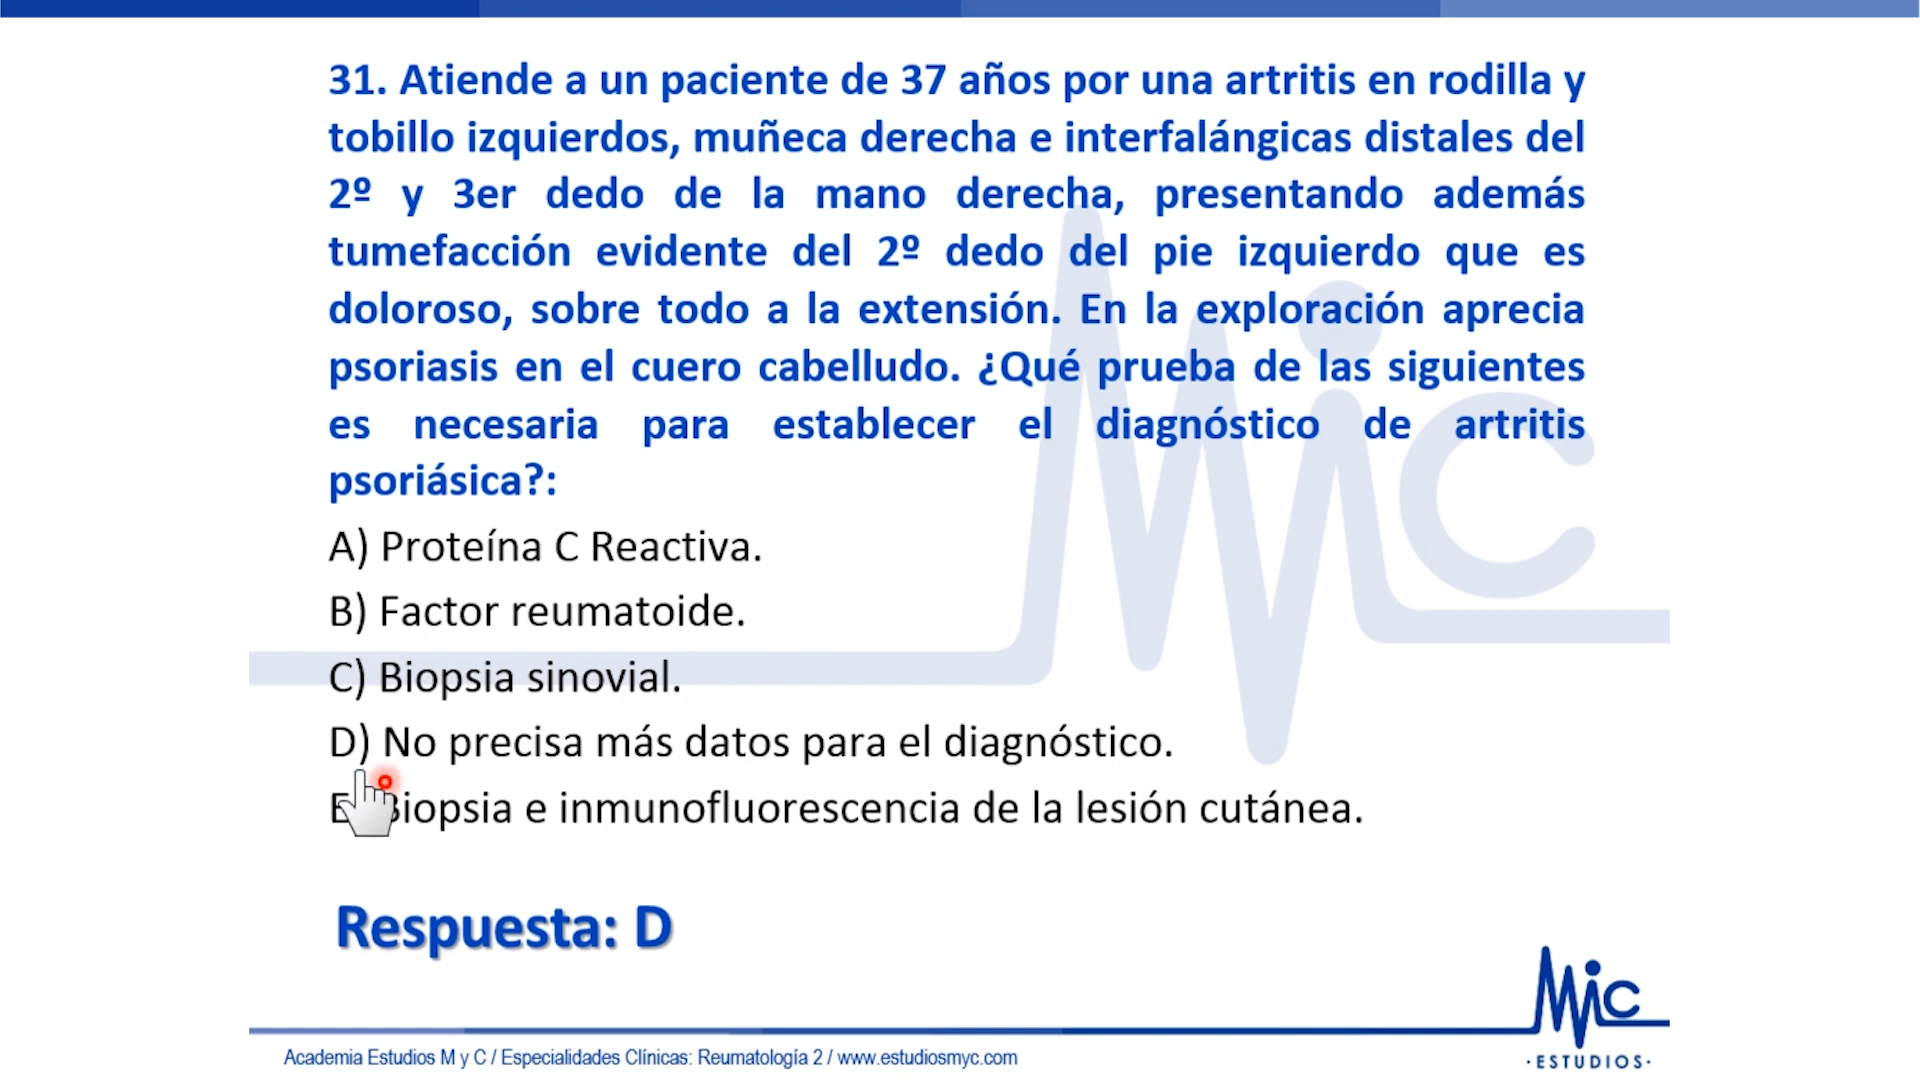 31. Atiende a un paciente de 37 años por una artritis en rodilla y
tobillo izquierdos, muñeca derecha e interfalángicas distales del
2º y 3er dedo de la mano derecha, presentando además
tumefacción evidente del 2º dedo del pie izquierdo que es
doloroso, sobre todo a la extensión. En la exploración aprecia
psoriasis en el cuero cabelludo. ¿Qué prueba de las siguientes
es necesaria para establecer el diagnóstico de artritis
psoriásica?:
A) Proteína C Reactiva.
B) Factor reumatoide.
C) Biopsia sinovial.
D) No precisa más datos para el diagnóstico.
E) Biopsia e inmunofluorescencia de la lesión cutánea.
Respuesta: D
MiC
·ESTUDIOS·
Academia Estudios M y C / Especialidades Clínicas: Reumatología 2 / www.estudiosmyc.com